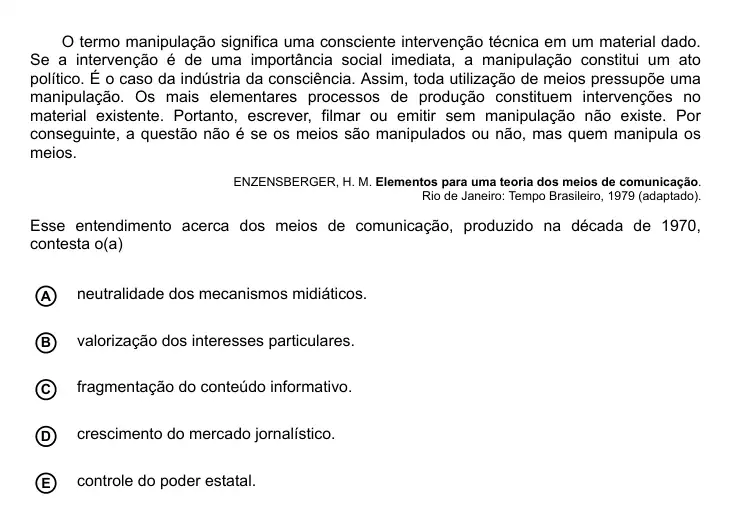 O termo manipulação significa uma consciente intervenção técnica em um material dado.
Se a intervenção é de uma importância social imediata, a manipulação constitui um ato
político. É o caso da indústria da consciência. Assim, toda utilização de meios pressupõe uma
manipulação. Os mais elementares processos de produção constituem intervenções no
material existente. Portanto, escrever, filmar ou emitir sem manipulação não existe. Por
conseguinte, a questão não é se os meios são manipulados ou não, mas quem manipula os
meios.
ENZENSBERGER, H. M. Elementos para uma teoria dos meios de comunicação.
Rio de Janeiro: Tempo Brasileiro, 1979 (adaptado).
Esse entendimento acerca dos meios de comunicação, produzido na década de 1970,
contesta o(a)
A neutralidade dos mecanismos midiáticos.
B valorização dos interesses particulares.
C fragmentação do conteúdo informativo.
D crescimento do mercado jornalístico.
E controle do poder estatal.